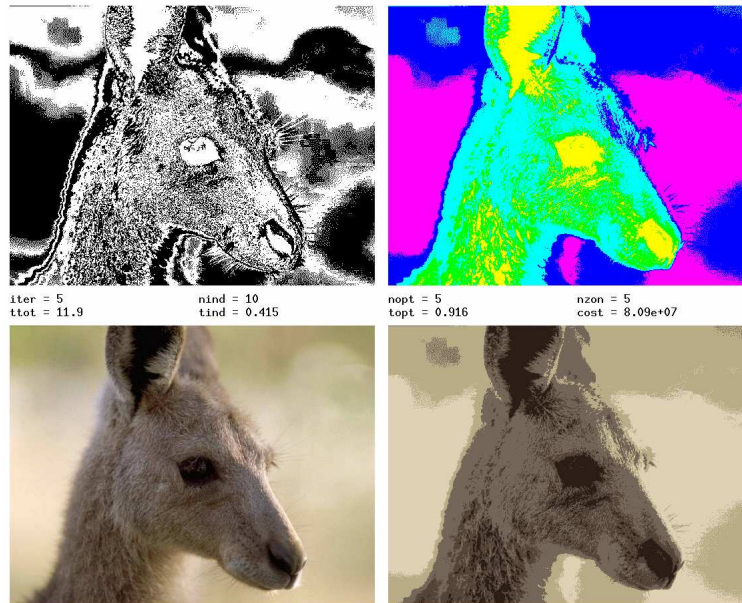 iter = 5 nind = 10 nopt = 5 nzon = 5
ttot = 11.9 tind = 0.415 topt = 0.916 cost = 8.09e+07